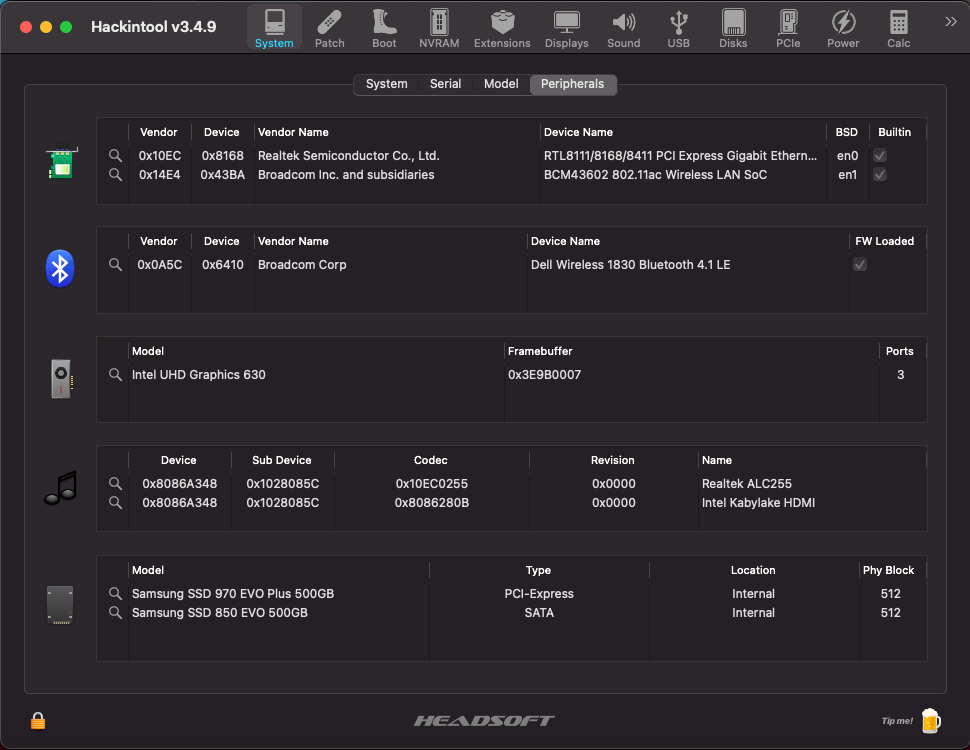 Hackintool v3.4.9
System Patch Boot NVRAM Extensions Displays Sound USB Disks PCIe Power Calc
System Serial Model Peripherals
Vendor Device Vendor Name Device Name BSD Builtin
0x10EC 0x8168 Realtek Semiconductor Co., Ltd. RTL8111/8168/8411 PCI Express Gigabit Ethern... en0
0x14E4 0x43BA Broadcom Inc. and subsidiaries BCM43602 802.11ac Wireless LAN SoC en1
Vendor Device Vendor Name Device Name FW Loaded
0x0A5C 0x6410 Broadcom Corp Dell Wireless 1830 Bluetooth 4.1 LE
Model Framebuffer Ports
Intel UHD Graphics 630 0x3E9B0007 3
Device Sub Device Codec Revision Name
0x8086A348 0x1028085C 0x10EC0255 0x0000 Realtek ALC255
0x8086A348 0x1028085C 0x8086280B 0x0000 Intel Kabylake HDMI
Model Type Location Phy Block
Samsung SSD 970 EVO Plus 500GB PCI-Express Internal 512
Samsung SSD 850 EVO 500GB SATA Internal 512
HEADSOFT Tip me!